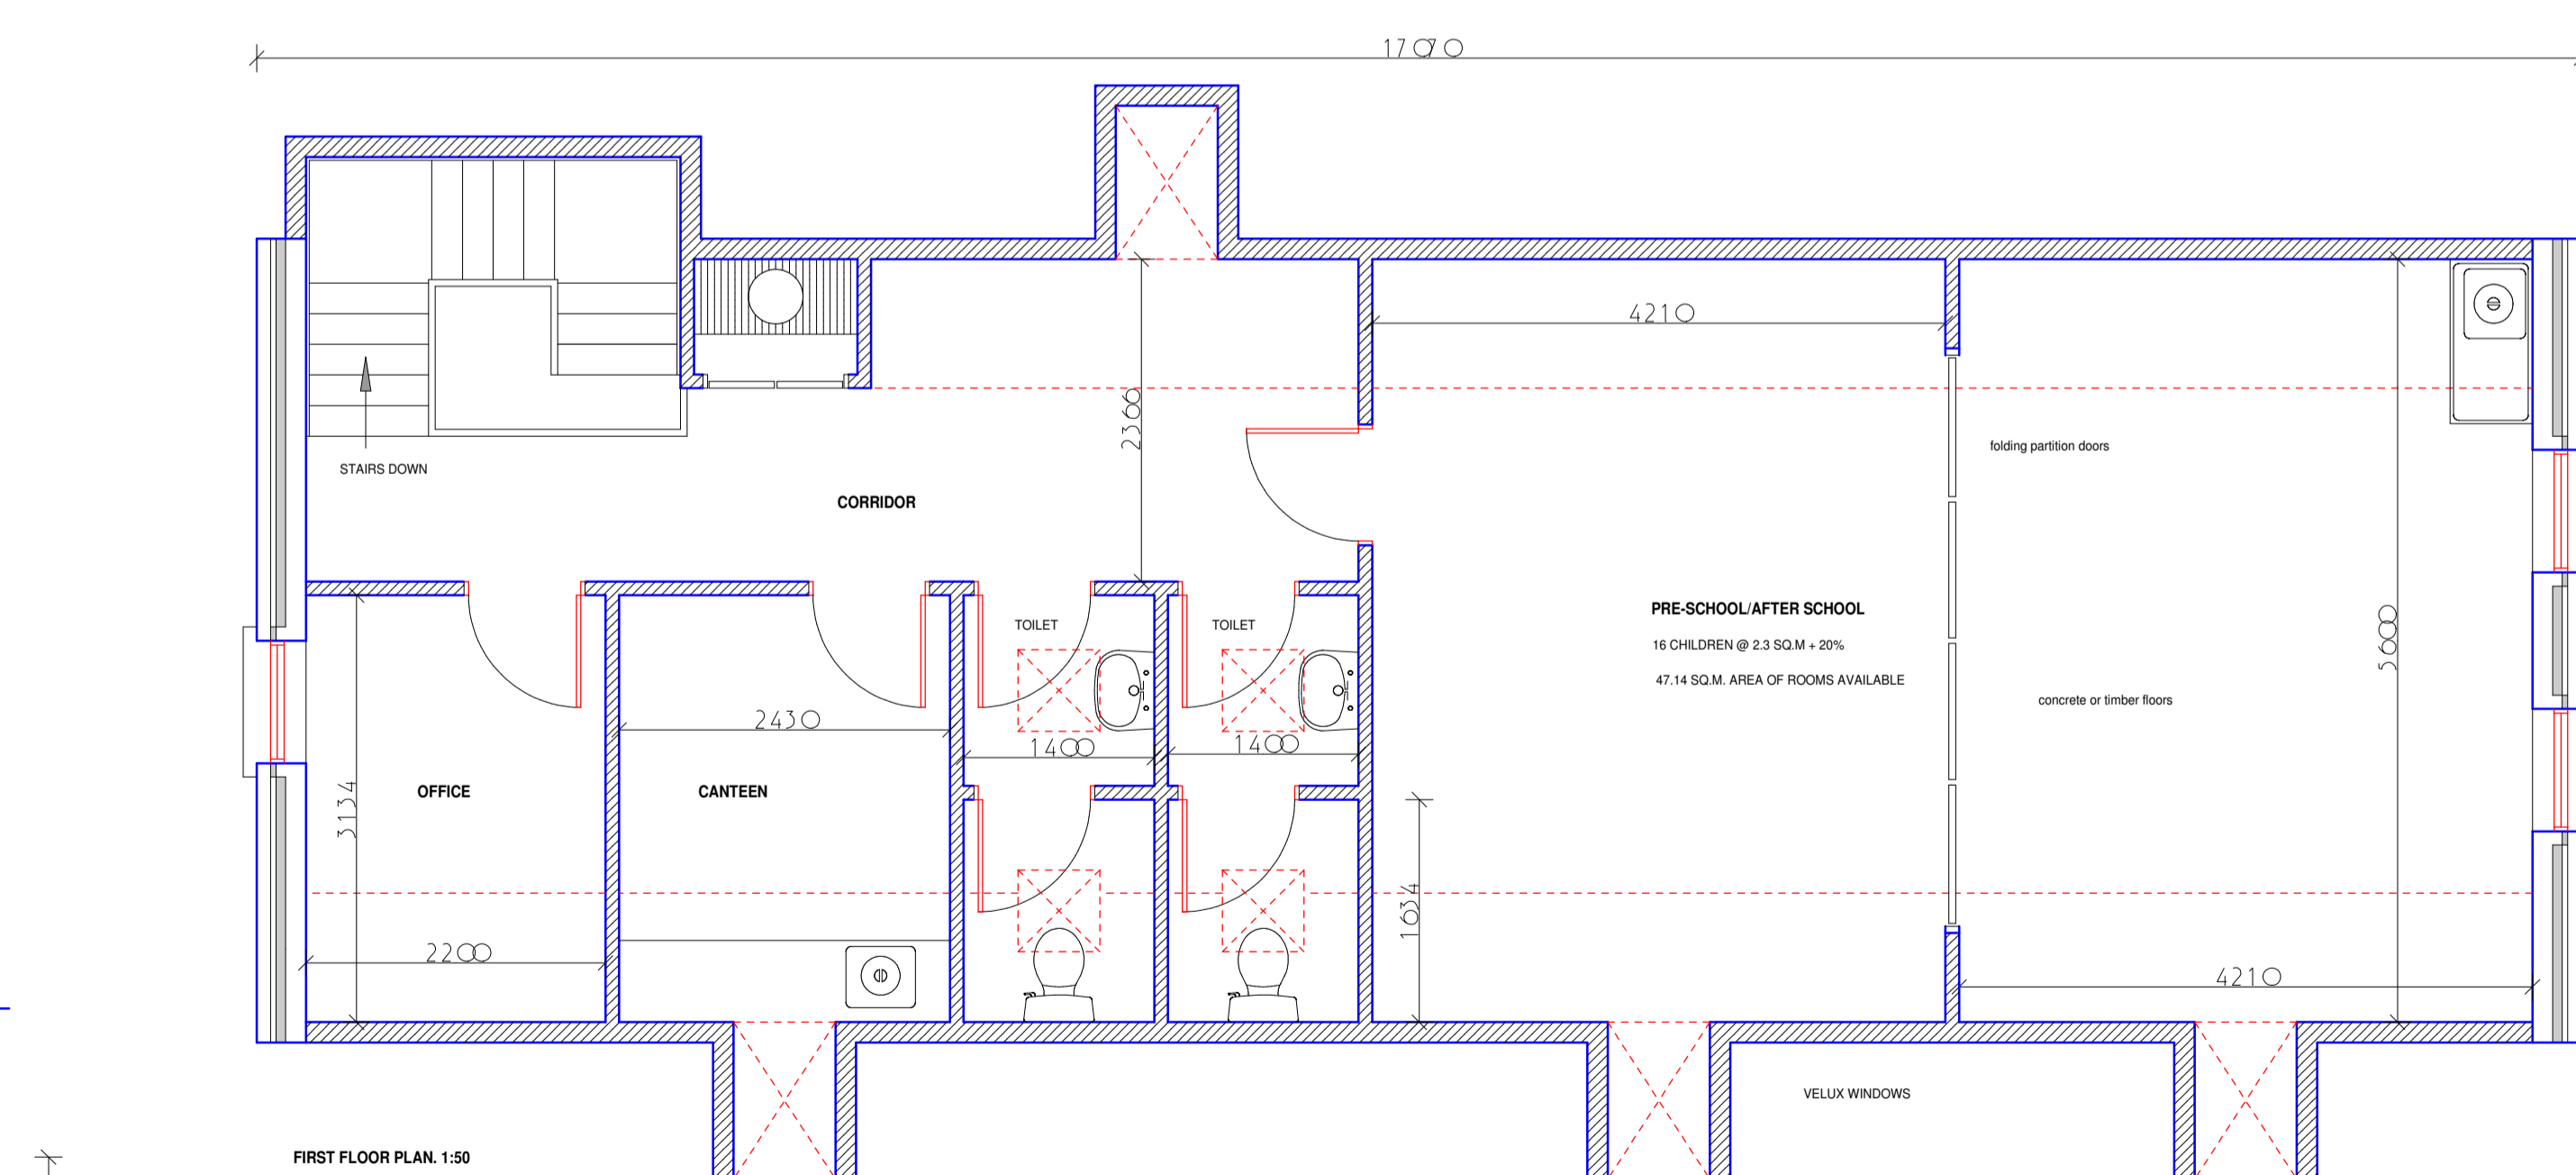 17070
4210
2366
folding partition doors
STAIRS DOWN
CORRIDOR
PRE-SCHOOL/AFTER SCHOOL
TOILET
TOILET
16 CHILDREN @ 2.3 SQ.M + 20%
5600
47.14 SQ.M. AREA OF ROOMS AVAILABLE
concrete or timber floors
2430
1400
1400
OFFICE
CANTEEN
3134
1634
2200
4210
VELUX WINDOWS
FIRST FLOOR PLAN. 1:50